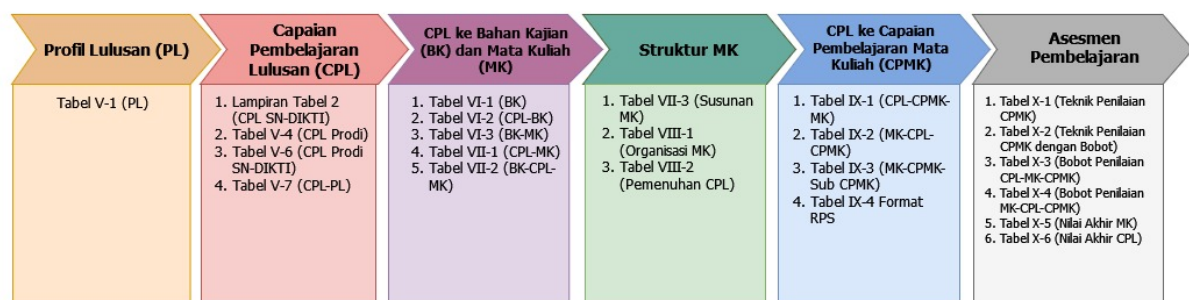 Profil Lulusan (PL)
Tabel V-1 (PL)
Capaian
Pembelajaran
Lulusan (CPL)
1. Lampiran Tabel 2
(CPL SN-DIKTI)
2. Tabel V-4 (CPL Prodi)
3. Tabel V-6 (CPL Prodi
SN-DIKTI)
4. Tabel V-7 (CPL-PL)
CPL ke Bahan Kajian
(BK) dan Mata Kuliah
(MK)
1. Tabel VI-1 (BK)
2. Tabel VI-2 (CPL-BK)
3. Tabel VI-3 (BK-MK)
4. Tabel VII-1 (CPL-MK)
5. Tabel VII-2 (BK-CPL-
MK)
Struktur MK
1. Tabel VII-3 (Susunan
MK)
2. Tabel VIII-1
(Organisasi MK)
3. Tabel VIII-2
(Pemenuhan CPL)
CPL ke Capaian
Pembelajaran Mata
Kuliah (CPMK)
1. Tabel IX-1 (CPL-CPMK-
MK)
2. Tabel IX-2 (MK-CPL-
CPMK)
3. Tabel IX-3 (MK-CPMK-
Sub CPMK)
4. Tabel IX-4 Format
RPS
Asesmen
Pembelajaran
1. Tabel X-1 (Teknik Penilaian
CPMK)
2. Tabel X-2 (Teknik Penilaian
CPMK dengan Bobot)
3. Tabel X-3 (Bobot Penilaian
CPL-MK-CPMK)
4. Tabel X-4 (Bobot Penilaian
MK-CPL-CPMK)
5. Tabel X-5 (Nilai Akhir MK)
6. Tabel X-6 (Nilai Akhir CPL)